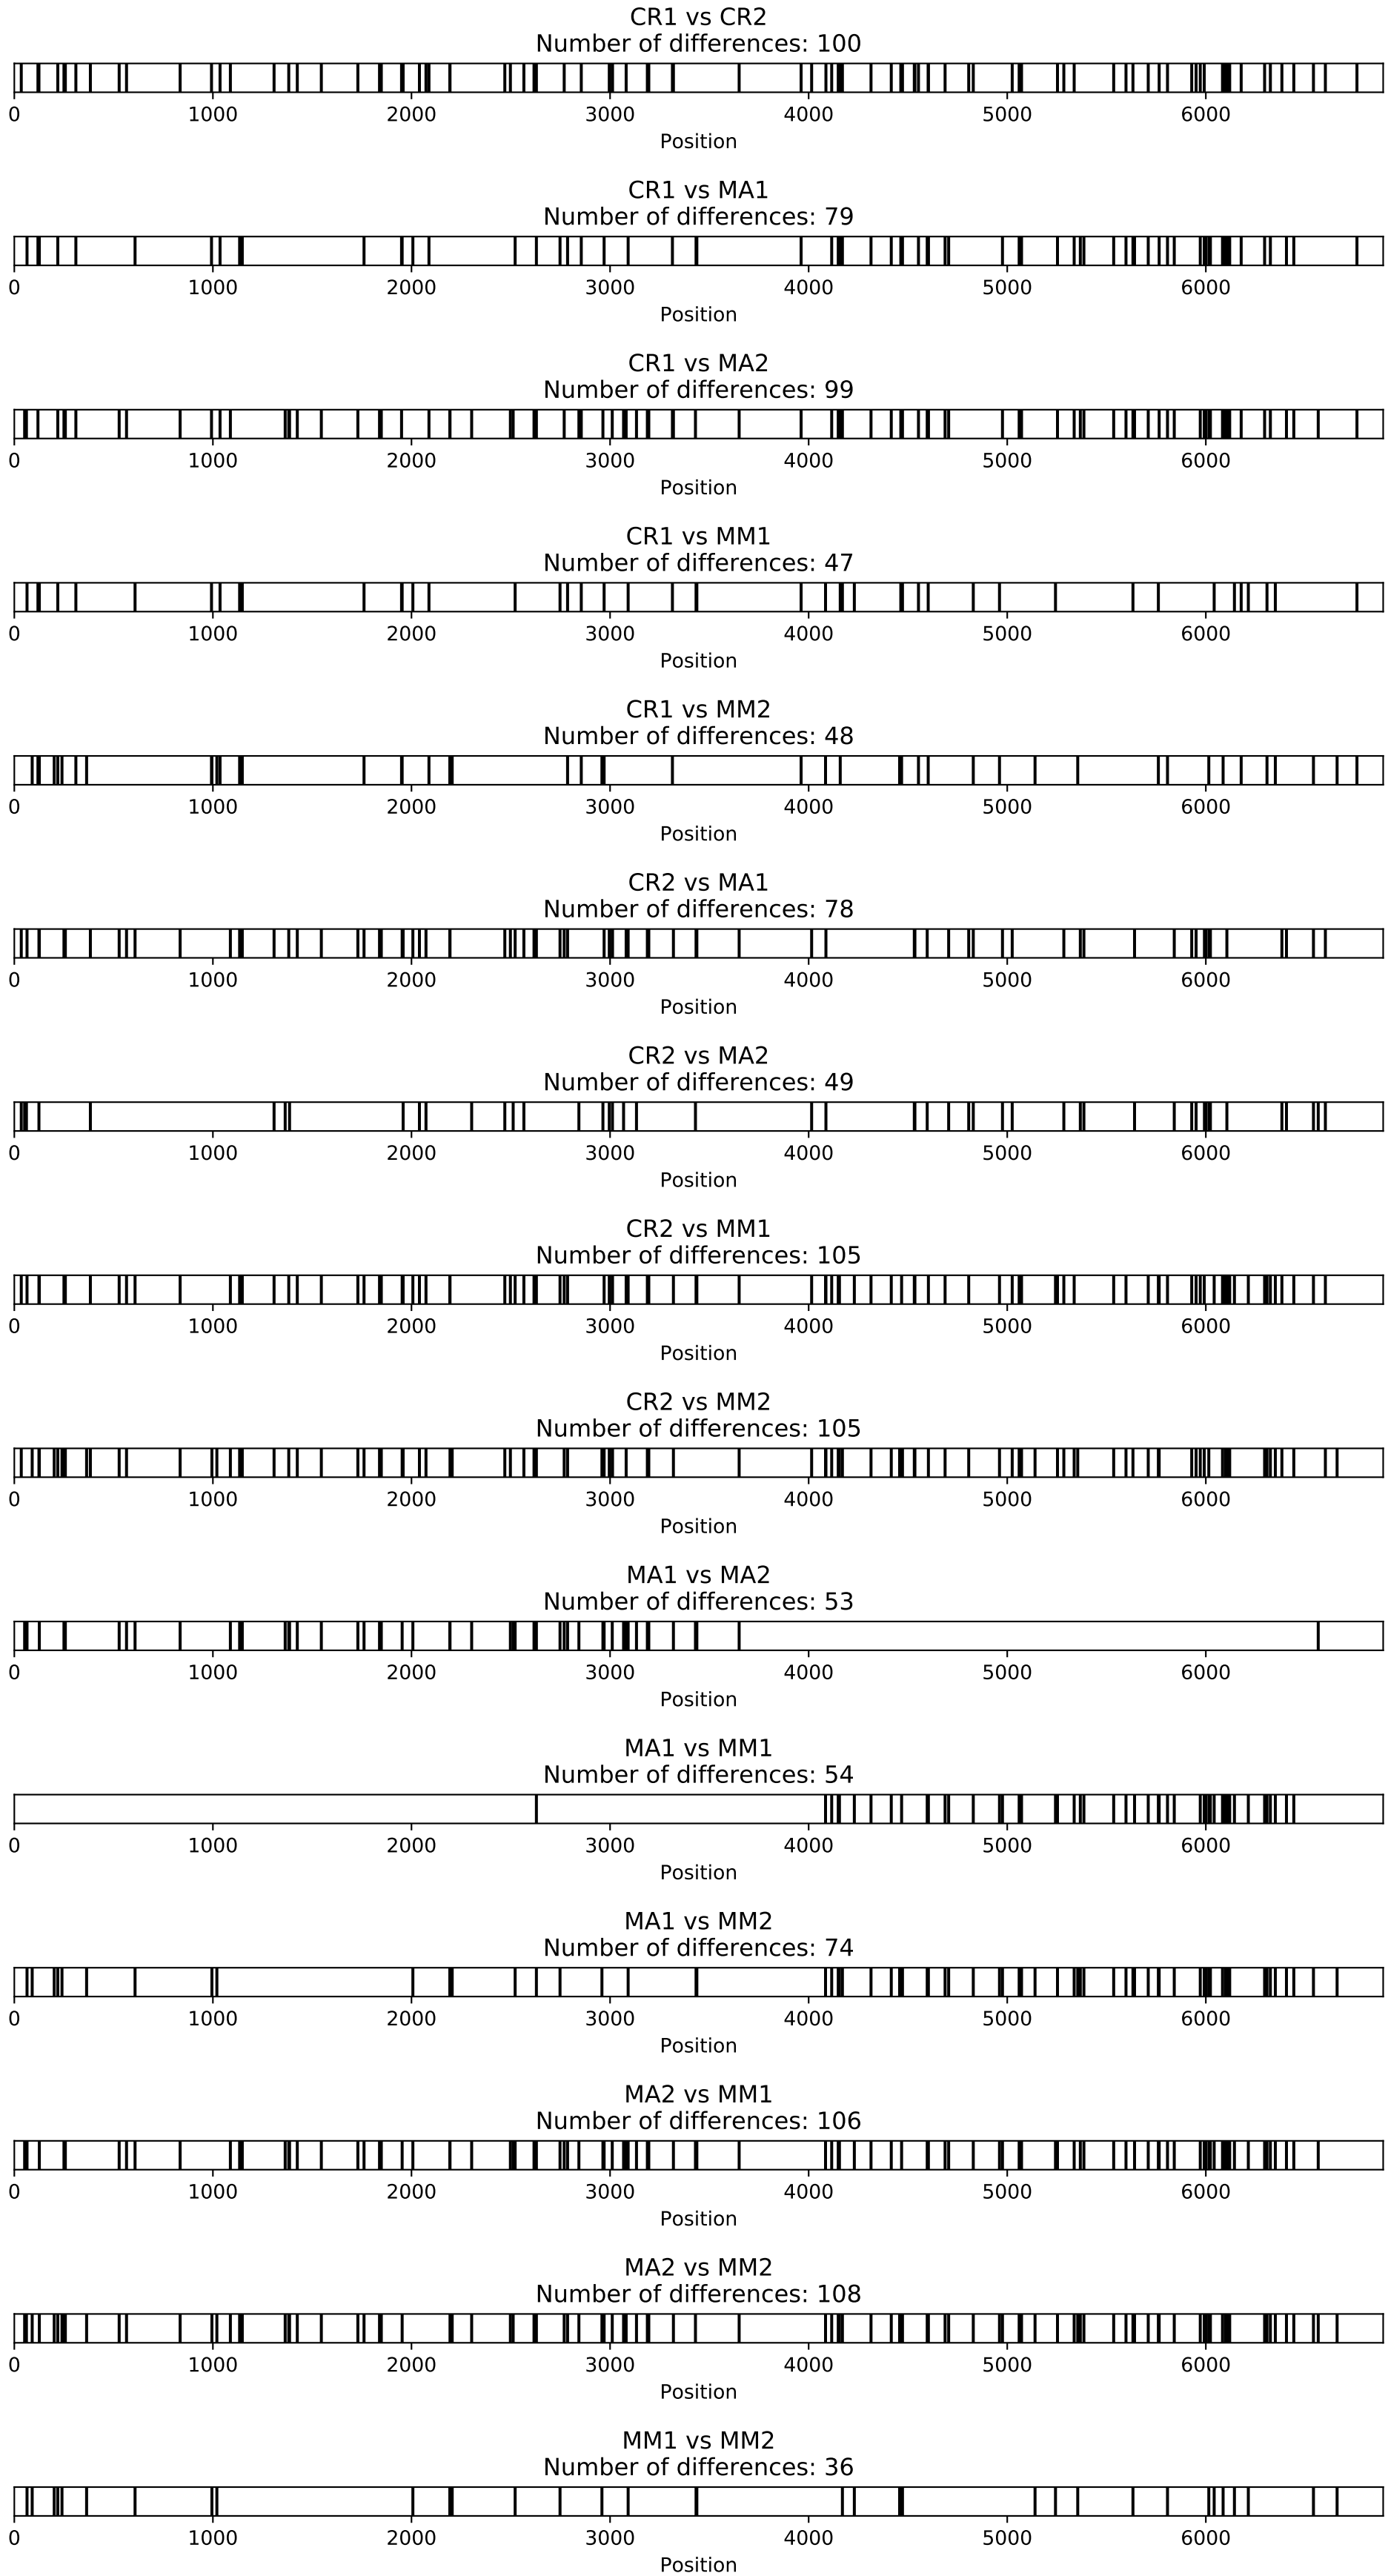 CR1 vs CR2
Number of differences: 100
0 1000 2000 3000 4000 5000 6000
Position
CR1 vs MA1
Number of differences: 79
0 1000 2000 3000 4000 5000 6000
Position
CR1 vs MA2
Number of differences: 99
0 1000 2000 3000 4000 5000 6000
Position
CR1 vs MM1
Number of differences: 47
0 1000 2000 3000 4000 5000 6000
Position
CR1 vs MM2
Number of differences: 48
0 1000 2000 3000 4000 5000 6000
Position
CR2 vs MA1
Number of differences: 78
0 1000 2000 3000 4000 5000 6000
Position
CR2 vs MA2
Number of differences: 49
0 1000 2000 3000 4000 5000 6000
Position
CR2 vs MM1
Number of differences: 105
0 1000 2000 3000 4000 5000 6000
Position
CR2 vs MM2
Number of differences: 105
0 1000 2000 3000 4000 5000 6000
Position
MA1 vs MA2
Number of differences: 53
0 1000 2000 3000 4000 5000 6000
Position
MA1 vs MM1
Number of differences: 54
0 1000 2000 3000 4000 5000 6000
Position
MA1 vs MM2
Number of differences: 74
0 1000 2000 3000 4000 5000 6000
Position
MA2 vs MM1
Number of differences: 106
0 1000 2000 3000 4000 5000 6000
Position
MA2 vs MM2
Number of differences: 108
0 1000 2000 3000 4000 5000 6000
Position
MM1 vs MM2
Number of differences: 36
0 1000 2000 3000 4000 5000 6000
Position